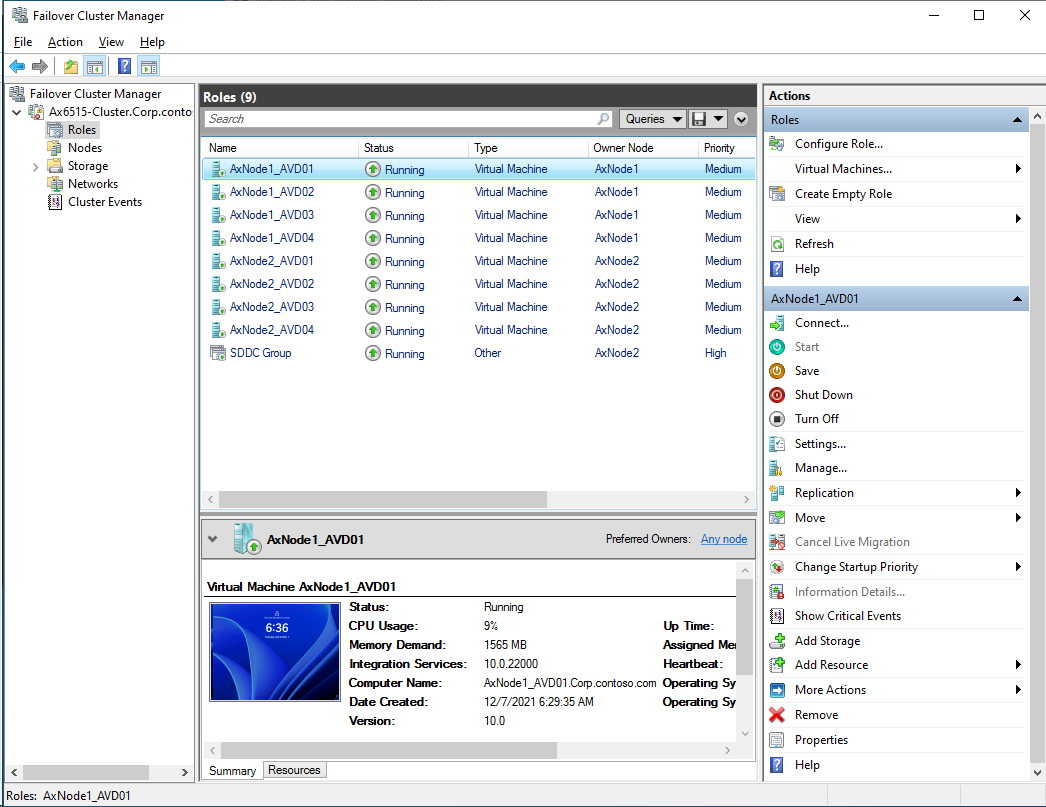 Failover Cluster Manager
File Action View Help
Failover Cluster Manager
Ax6515-Cluster.Corp.conto
Roles
Nodes
Storage
Networks
Cluster Events
Roles (9)
Search
Queries
Name Status Type Owner Node Priority
AxNode1_AVD01 Running Virtual Machine AxNode1 Medium
AxNode1_AVD02 Running Virtual Machine AxNode1 Medium
AxNode1_AVD03 Running Virtual Machine AxNode1 Medium
AxNode1_AVD04 Running Virtual Machine AxNode1 Medium
AxNode2_AVD01 Running Virtual Machine AxNode2 Medium
AxNode2_AVD02 Running Virtual Machine AxNode2 Medium
AxNode2_AVD03 Running Virtual Machine AxNode2 Medium
AxNode2_AVD04 Running Virtual Machine AxNode2 Medium
SDDC Group Running Other AxNode2 High
AxNode1_AVD01 Preferred Owners: Any node
Virtual Machine AxNode1_AVD01
6:36
Status: Running
CPU Usage: 9% Up Time:
Memory Demand: 1565 MB Assigned Me
Integration Services: 10.0.22000 Heartbeat:
Computer Name: AxNode1_AVD01.Corp.contoso.com Operating Sy
Date Created: 12/7/2021 6:29:35 AM Operating Sy
Version: 10.0
Summary Resources
Actions
Roles
Configure Role...
Virtual Machines...
Create Empty Role
View
Refresh
Help
AxNode1_AVD01
Connect...
Start
Save
Shut Down
Turn Off
Settings...
Manage...
Replication
Move
Cancel Live Migration
Change Startup Priority
Information Details...
Show Critical Events
Add Storage
Add Resource
More Actions
Remove
Properties
Help
Roles: AxNode1_AVD01